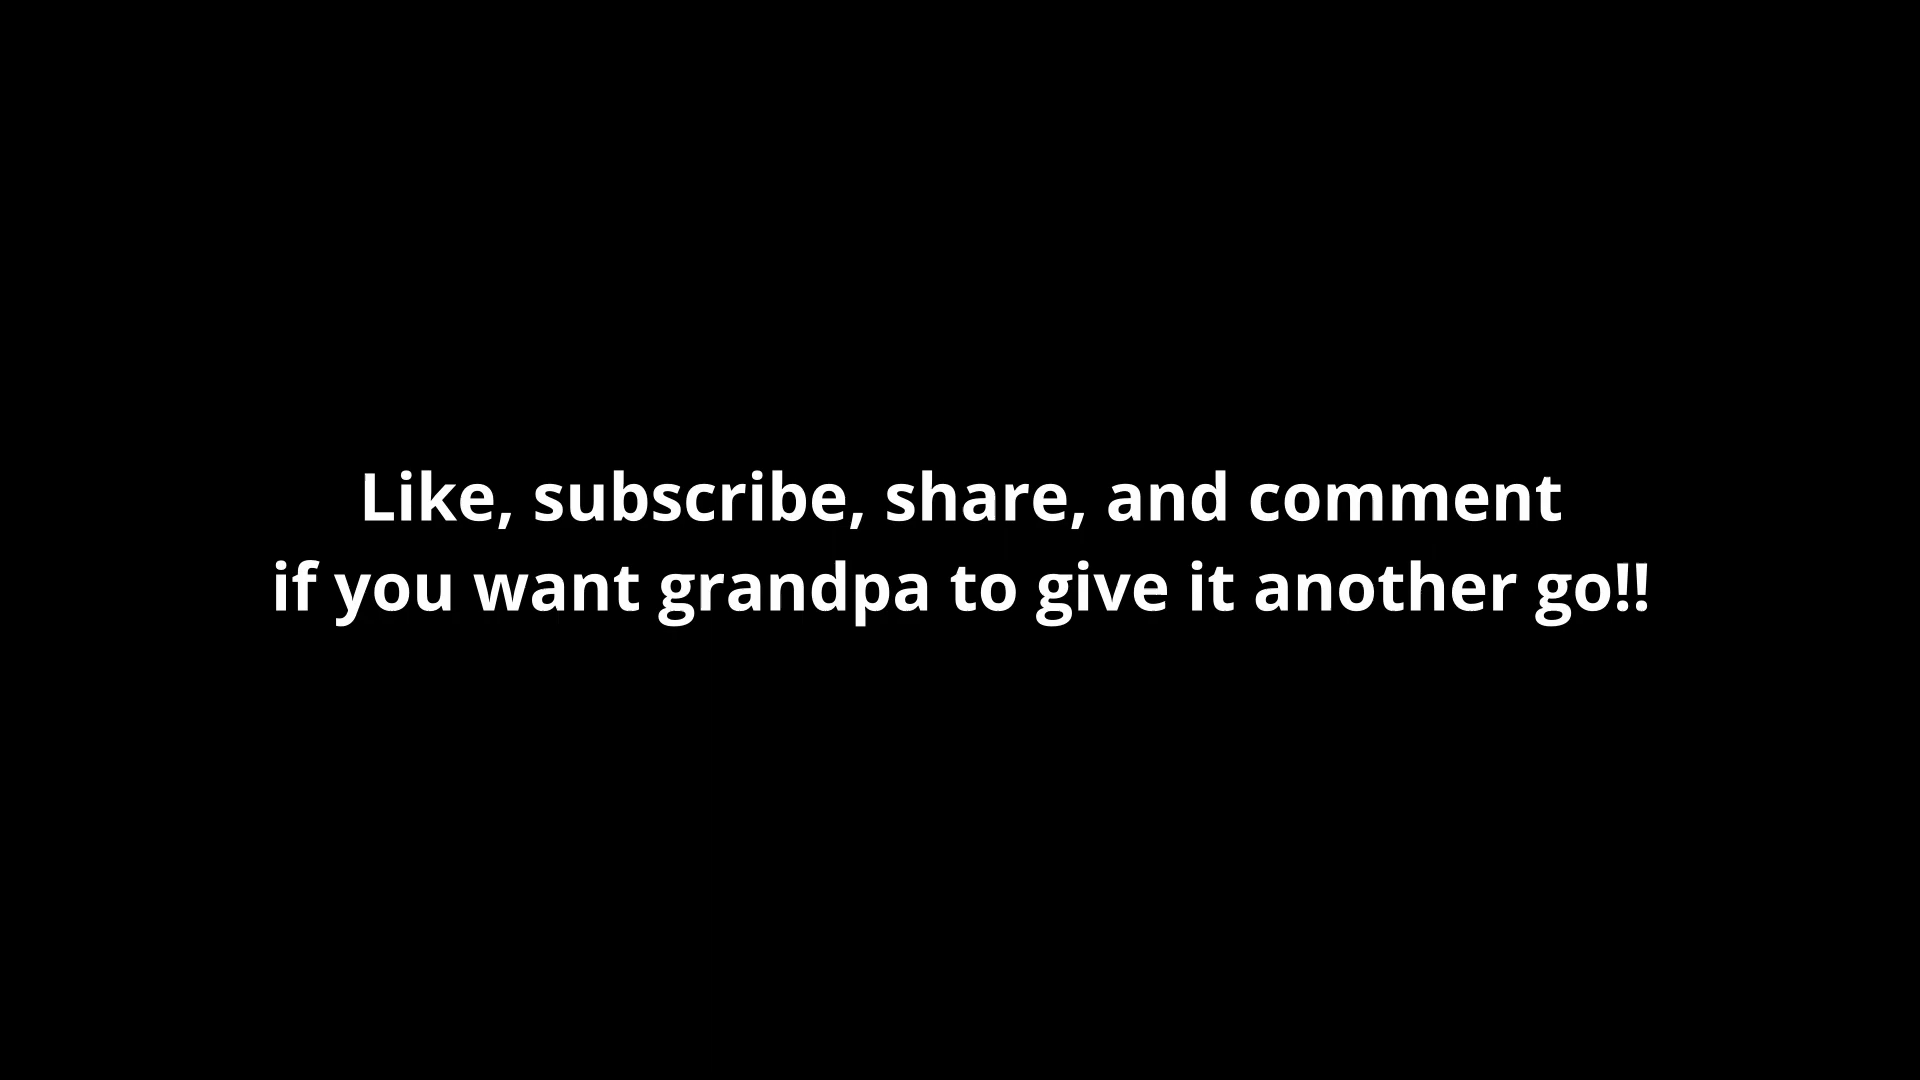 Like, subscribe, share, and comment
if you want grandpa to give it another go!!